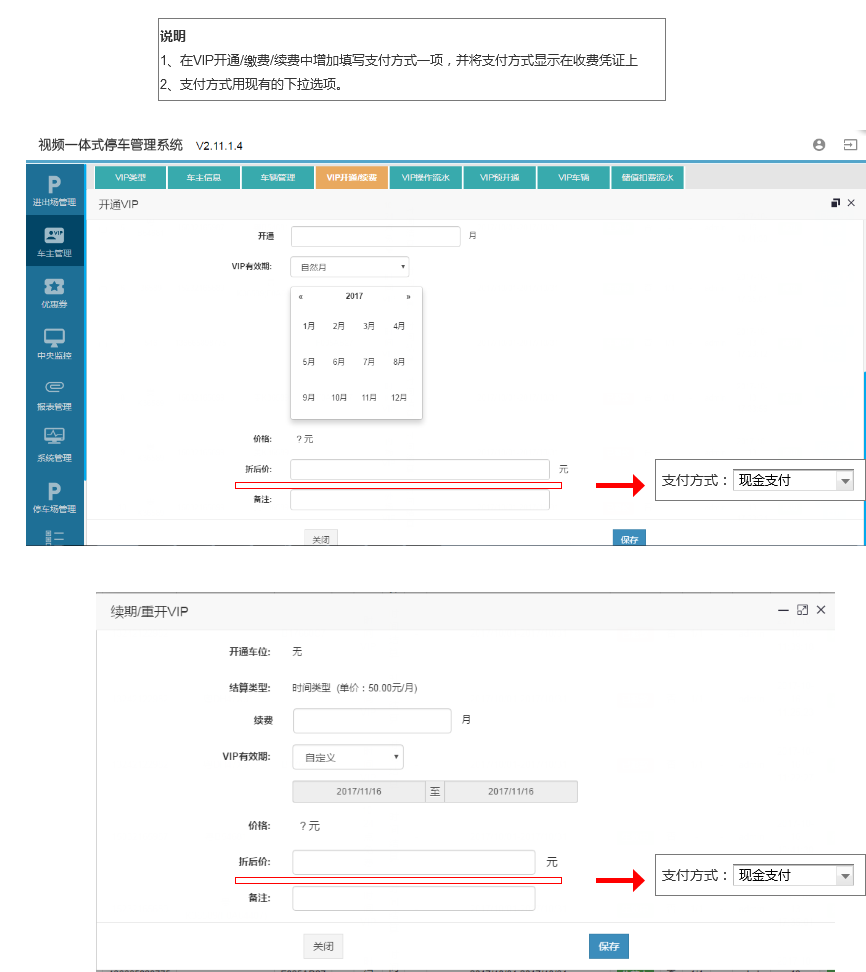 说明
1、在VIP开通/缴费/续费中增加填写支付方式一项，并将支付方式显示在收费凭证上
2、支付方式用现有的下拉选项。
视频一体式停车管理系统 V2.11.1.4
VIP类型 车主信息 车辆管理 VIP开通/续费 VIP操作流水 VIP预开通 VIP车辆 储值扣费流水
进出场管理
车主管理
优惠券
中央监控
报表管理
系统管理
停车场管理
开通VIP
开通 月
VIP有效期: 自然月
« 2017 »
1月 2月 3月 4月
5月 6月 7月 8月
9月 10月 11月 12月
价格: ？元
折后价: 元
支付方式： 现金支付
备注:
关闭 保存
续期/重开VIP
开通车位: 无
结算类型: 时间类型 (单价：50.00元/月)
续费 月
VIP有效期: 自定义
2017/11/16 至 2017/11/16
价格: ？元
折后价: 元
支付方式： 现金支付
备注:
关闭 保存